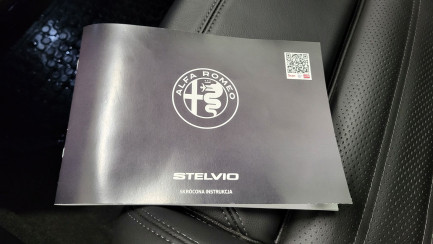 ALFA ROMEO
STELVIO
SKRÓCONA INSTRUKCJA